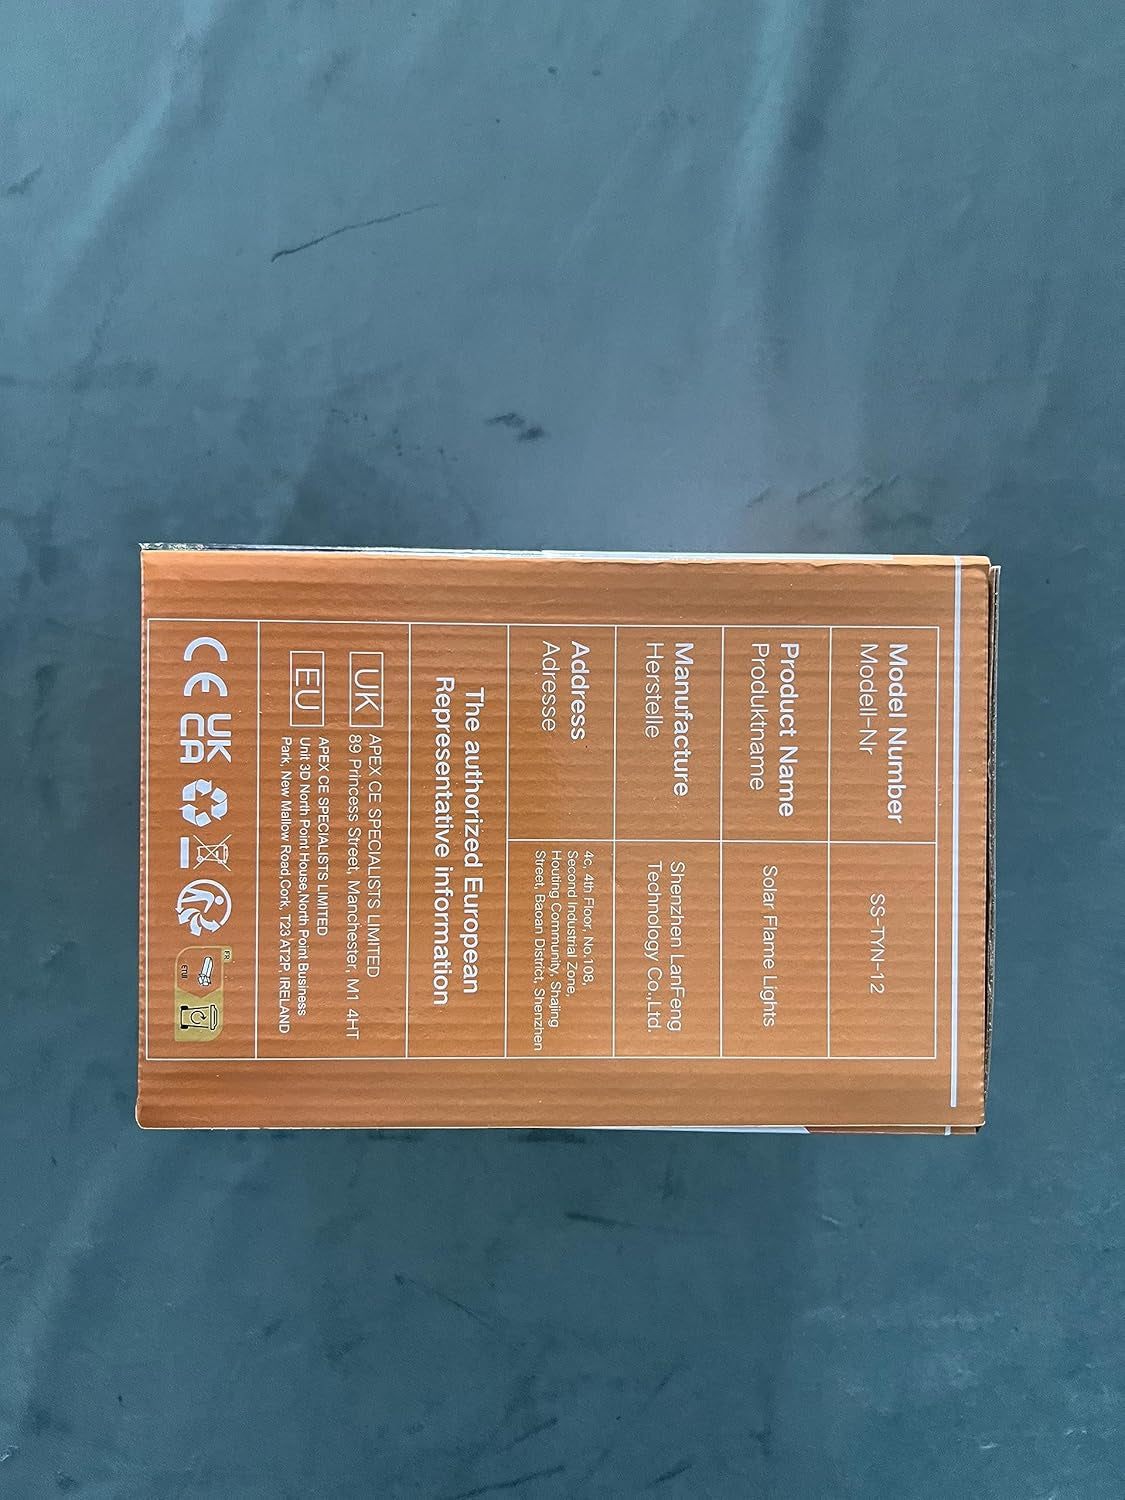 Model Number
Modell-Nr
SS-TYN-12
Product Name
Produktname
Solar Flame Lights
Manufacture
Herstelle
Shenzhen LanFeng
Technology Co.,Ltd.
Address
Adresse
4c, 4th Floor, No.108,
Second Industrial Zone,
Houting Community, Shajing
Street, Baoan District, Shenzhen
The authorized European
Representative information
UK
APEX CE SPECIALISTS LIMITED
89 Princess Street, Manchester, M1 4HT
EU
APEX CE SPECIALISTS LIMITED
Unit 3D North Point House,North Point Business
Park, New Mallow Road,Cork, T23 AT2P, IRELAND
CE
UK
CA
FR
ETUI